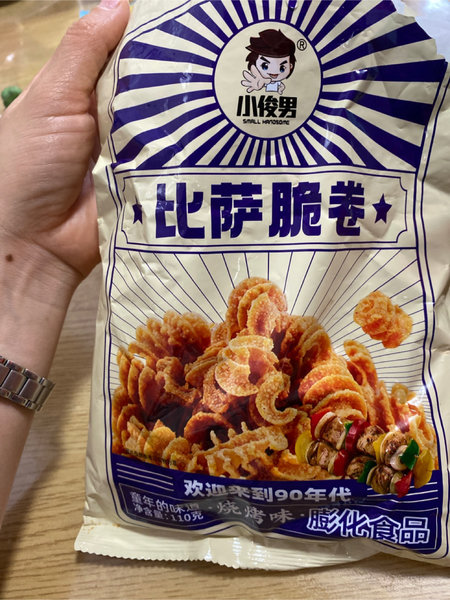 ®
小俊男
SMALL HANDSOME
比萨脆卷
欢迎来到90年代
童年的味道·烧烤味·膨化食品
净含量:110克